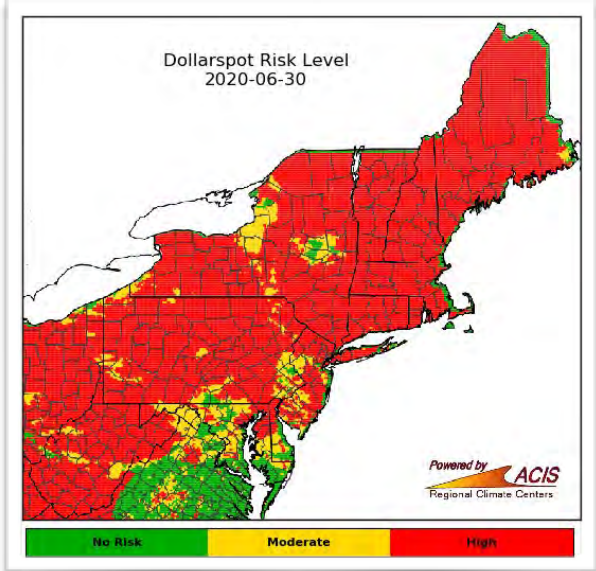 Dollarspot Risk Level
2020-06-30
Powered by ACIS
Regional Climate Centers
No Risk Moderate High